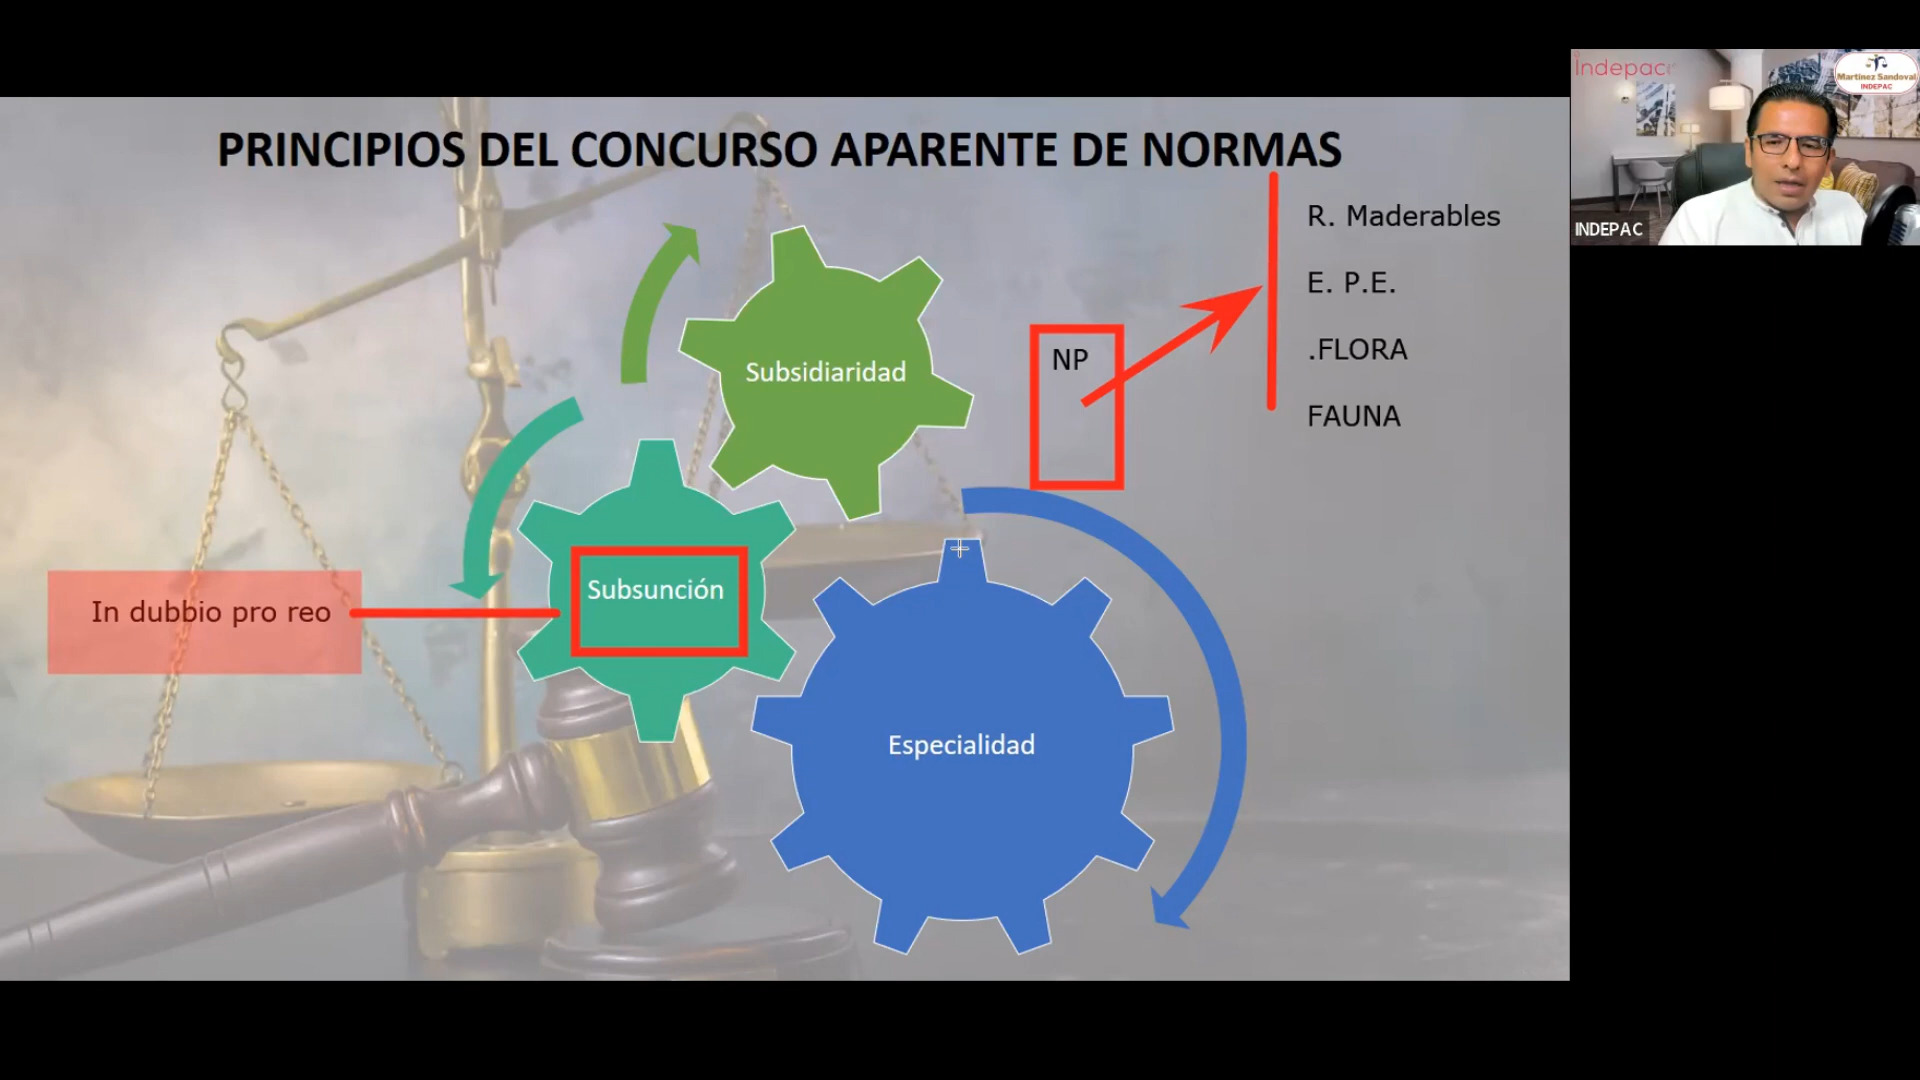 PRINCIPIOS DEL CONCURSO APARENTE DE NORMAS
R. Maderables
E. P.E.
.FLORA
FAUNA
NP
Subsidiaridad
Subsunción
In dubbio pro reo
Especialidad
Indepac
Martinez Sandoval
INDEPAC
INDEPAC